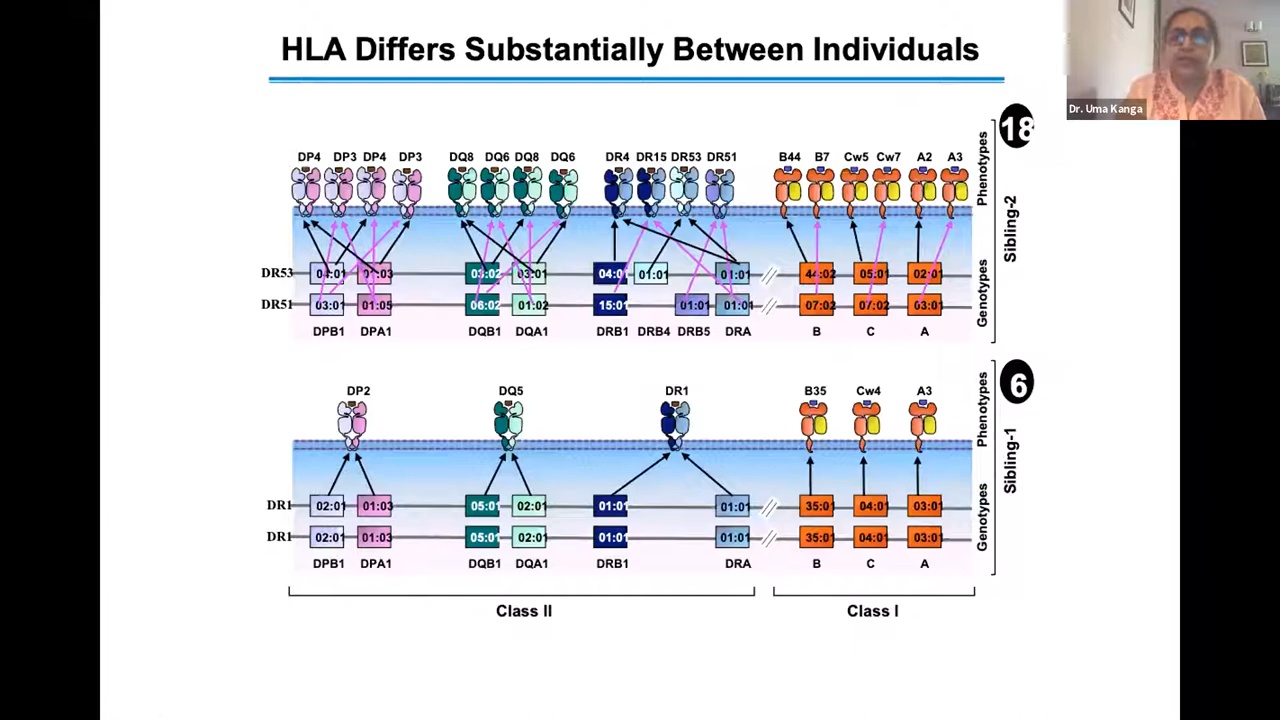 HLA Differs Substantially Between Individuals
Dr. Uma Kanga
DP4 DP3 DP4 DP3 DQ8 DQ6 DQ8 DQ6 DR4 DR15 DR53 DR51 B44 B7 Cw5 Cw7 A2 A3
Phenotypes
18
Sibling-2
DR53 04:01 01:03 03:02 03:01 04:01 01:01 01:01 44:02 05:01 02:01
DR51 03:01 01:05 06:02 01:02 15:01 01:01 01:01 07:02 07:02 03:01
Genotypes
DPB1 DPA1 DQB1 DQA1 DRB1 DRB4 DRB5 DRA B C A
DP2 DQ5 DR1 B35 Cw4 A3
Phenotypes
6
Sibling-1
DR1 02:01 01:03 05:01 02:01 01:01 01:01 35:01 04:01 03:01
DR1 02:01 01:03 05:01 02:01 01:01 01:01 35:01 04:01 03:01
Genotypes
DPB1 DPA1 DQB1 DQA1 DRB1 DRA B C A
Class II Class I